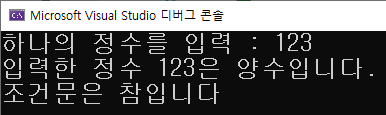 Microsoft Visual Studio 디버그 콘솔
하나의 정수를 입력 : 123
입력한 정수 123은 양수입니다.
조건문은 참입니다